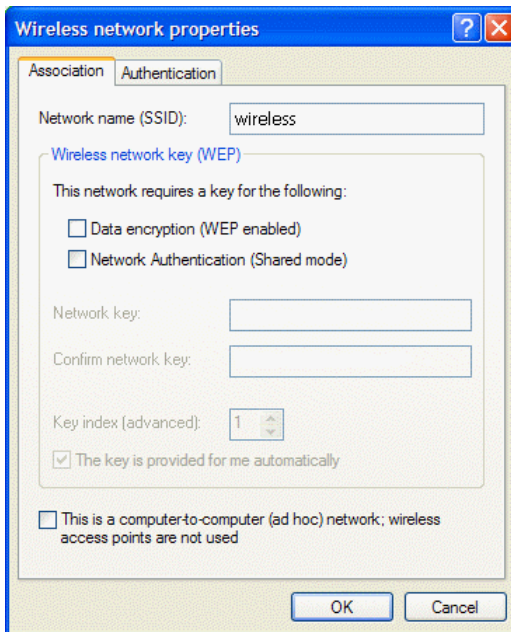 Wireless network properties
Association Authentication
Network name (SSID): wireless
Wireless network key (WEP)
This network requires a key for the following:
Data encryption (WEP enabled)
Network Authentication (Shared mode)
Network key:
Confirm network key:
Key index (advanced): 1
The key is provided for me automatically
This is a computer-to-computer (ad hoc) network; wireless
access points are not used
OK Cancel